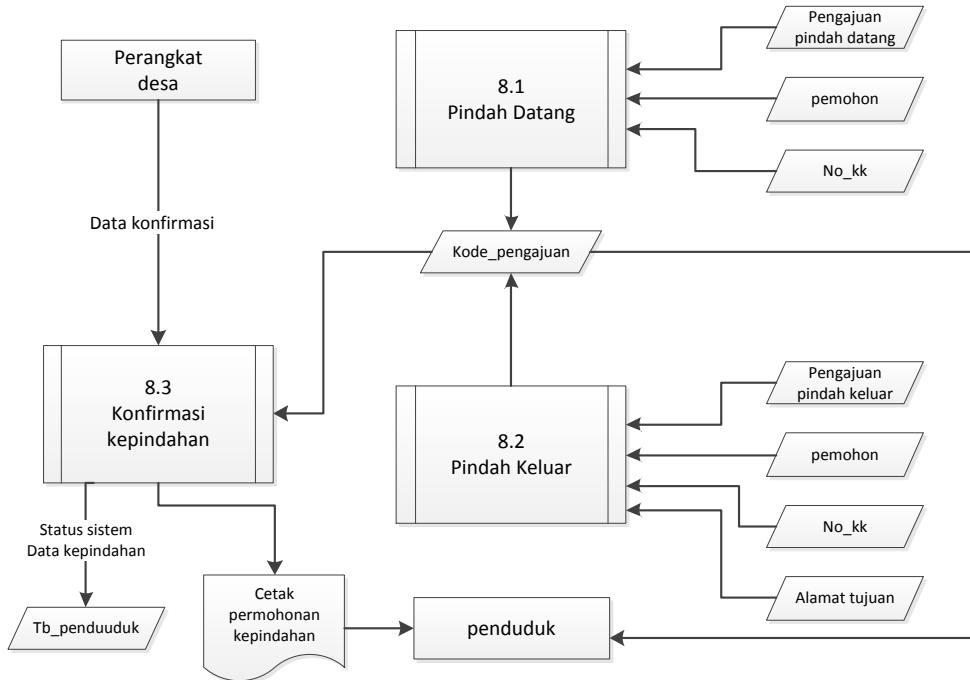 Perangkat
desa
8.1
Pindah Datang
Pengajuan
pindah datang
pemohon
No_kk
Data konfirmasi
Kode_pengajuan
8.3
Konfirmasi
kepindahan
8.2
Pindah Keluar
Pengajuan
pindah keluar
pemohon
No_kk
Alamat tujuan
Status sistem
Data kepindahan
Tb_penduuduk
Cetak
permohonan
kepindahan
penduduk